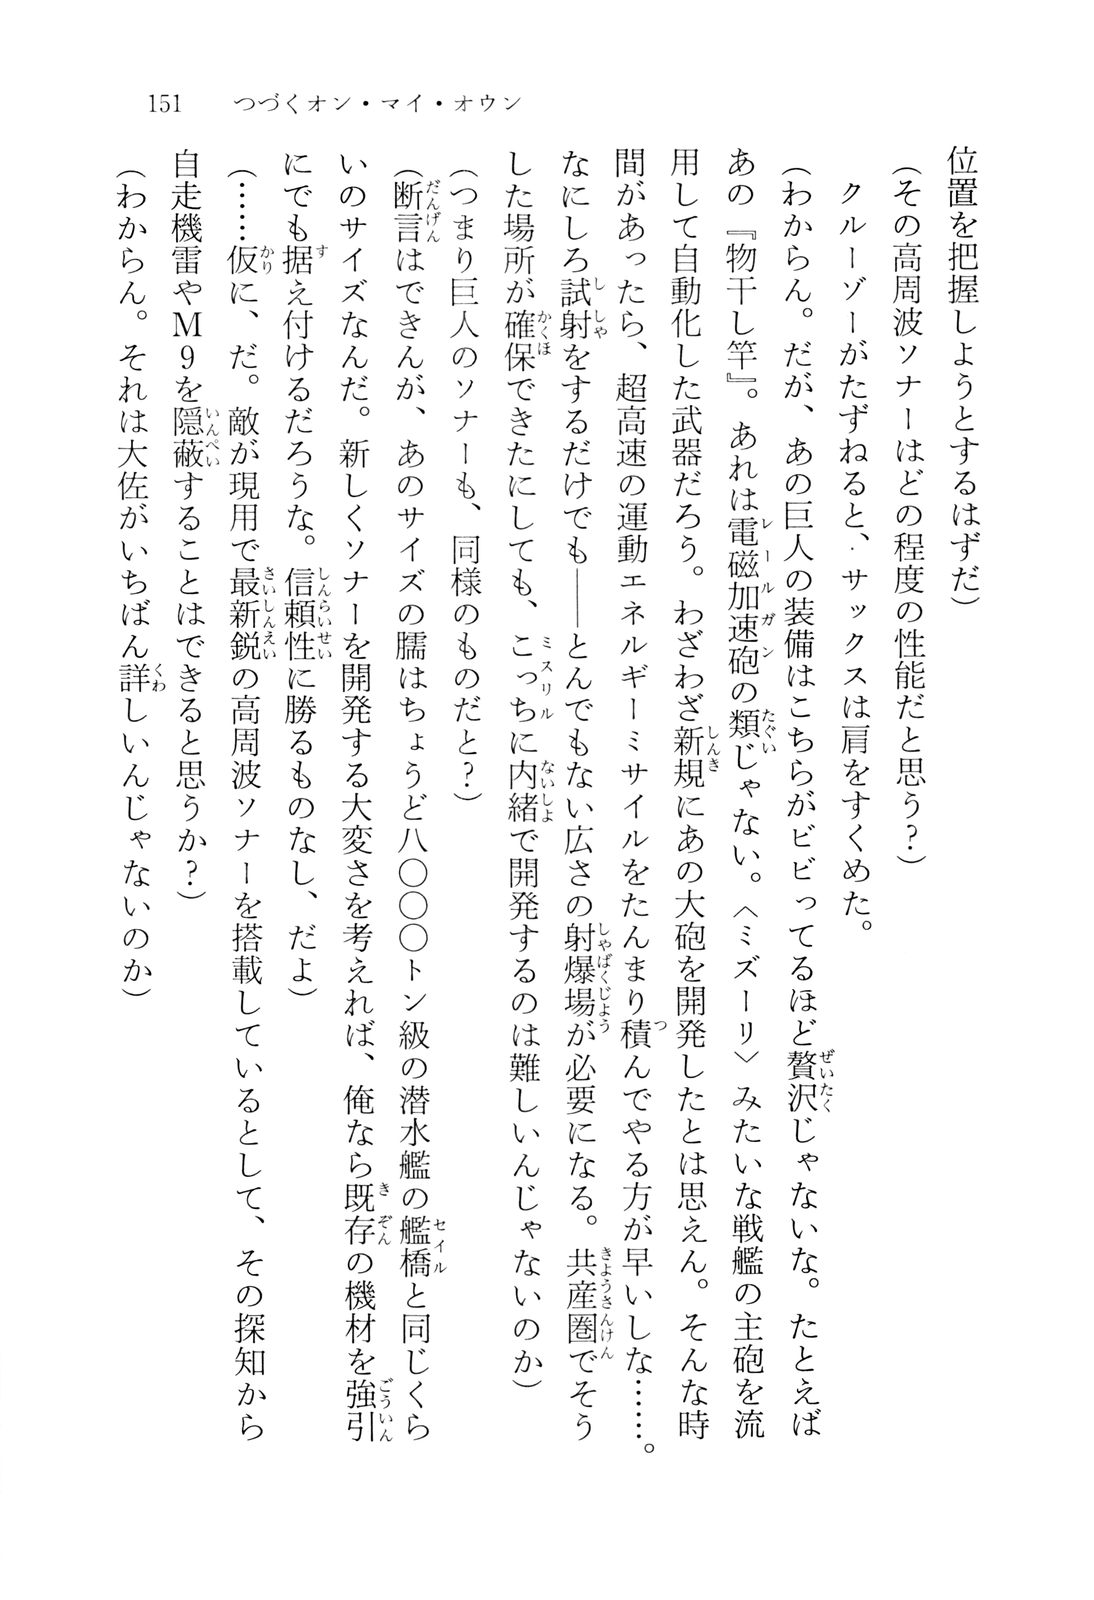 151　つづくオン・マイ・オウン
位置を把握しようとするはずだ）
（その高周波ソナーはどの程度の性能だと思う？）
　クルーゾーがたずねると、サックスは肩をすくめた。
（わからん。だが、あの巨人の装備はこちらがビビってるほど贅沢じゃないな。たとえば
あの『物干し竿』。あれは電磁加速砲の類じゃない。〈ミズーリ〉みたいな戦艦の主砲を流
用して自動化した武器だろう。わざわざ新規にあの大砲を開発したとは思えん。そんな時
間があったら、超高速の運動エネルギーミサイルをたんまり積んでやる方が早いしな……。
なにしろ試射をするだけでも――とんでもない広さの射爆場が必要になる。共産圏でそう
した場所が確保できたにしても、こっちに内緒で開発するのは難しいんじゃないのか）
（つまり巨人のソナーも、同様のものだと？）
（断言はできんが、あのサイズの臑はちょうど八〇〇〇トン級の潜水艦の艦橋と同じくら
いのサイズなんだ。新しくソナーを開発する大変さを考えれば、俺なら既存の機材を強引
にでも据え付けるだろうな。信頼性に勝るものなし、だよ）
（……仮に、だ。敵が現用で最新鋭の高周波ソナーを搭載しているとして、その探知から
自走機雷やＭ９を隠蔽することはできると思うか？）
（わからん。それは大佐がいちばん詳しいんじゃないのか）